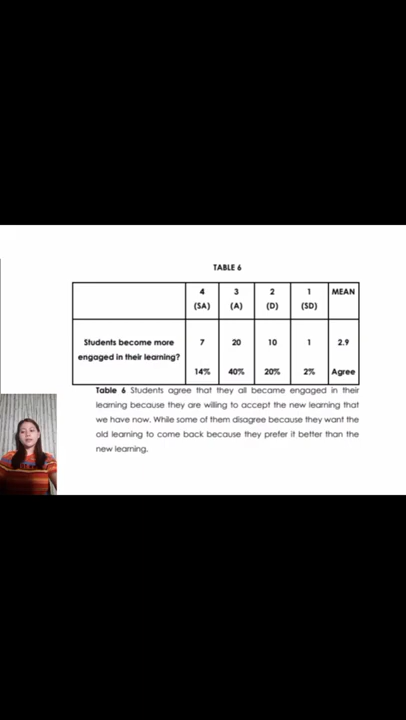 TABLE 6
4 3 2 1 MEAN
(SA) (A) (D) (SD)
Students become more engaged in their learning? 7 20 10 1 2.9
14% 40% 20% 2% Agree
Table 6 Students agree that they all became engaged in their
learning because they are willing to accept the new learning that
we have now. While some of them disagree because they want the
old learning to come back because they prefer it better than the
new learning.